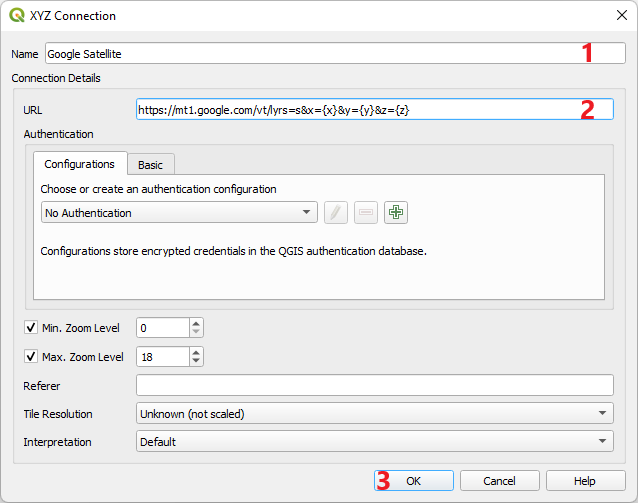 XYZ Connection
Name Google Satellite 1
Connection Details
URL https://mt1.google.com/vt/lyrs=s&x={x}&y={y}&z={z} 2
Authentication
Configurations Basic
Choose or create an authentication configuration
No Authentication
Configurations store encrypted credentials in the QGIS authentication database.
Min. Zoom Level 0
Max. Zoom Level 18
Referer
Tile Resolution Unknown (not scaled)
Interpretation Default
3 OK Cancel Help